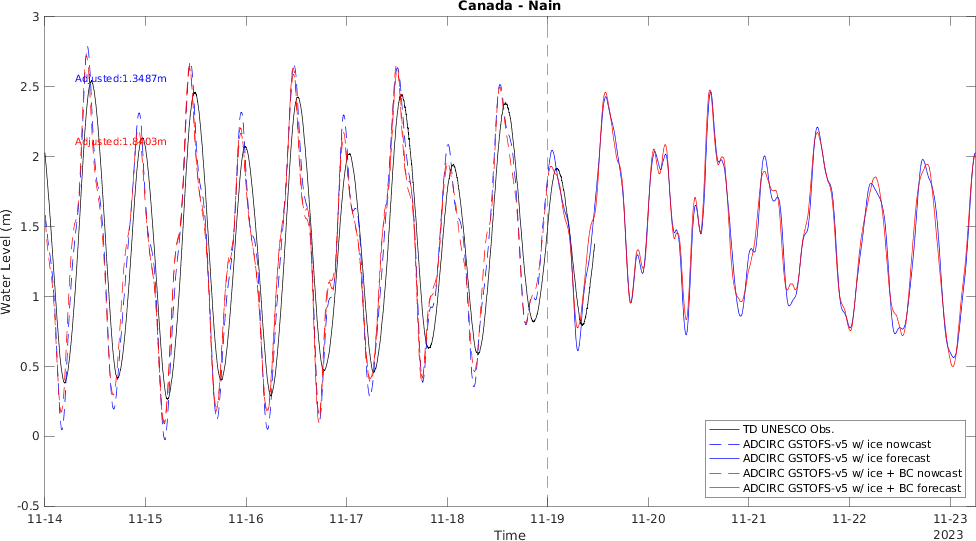 Canada - Nain
3
2.5
2
1.5
1
0.5
0
-0.5
Water Level (m)
Adjusted:1.3487m
Adjusted:1.8403m
TD UNESCO Obs.
ADCIRC GSTOFS-v5 w/ ice nowcast
ADCIRC GSTOFS-v5 w/ ice forecast
ADCIRC GSTOFS-v5 w/ ice + BC nowcast
ADCIRC GSTOFS-v5 w/ ice + BC forecast
11-14 11-15 11-16 11-17 11-18 11-19 11-20 11-21 11-22 11-23
Time
2023